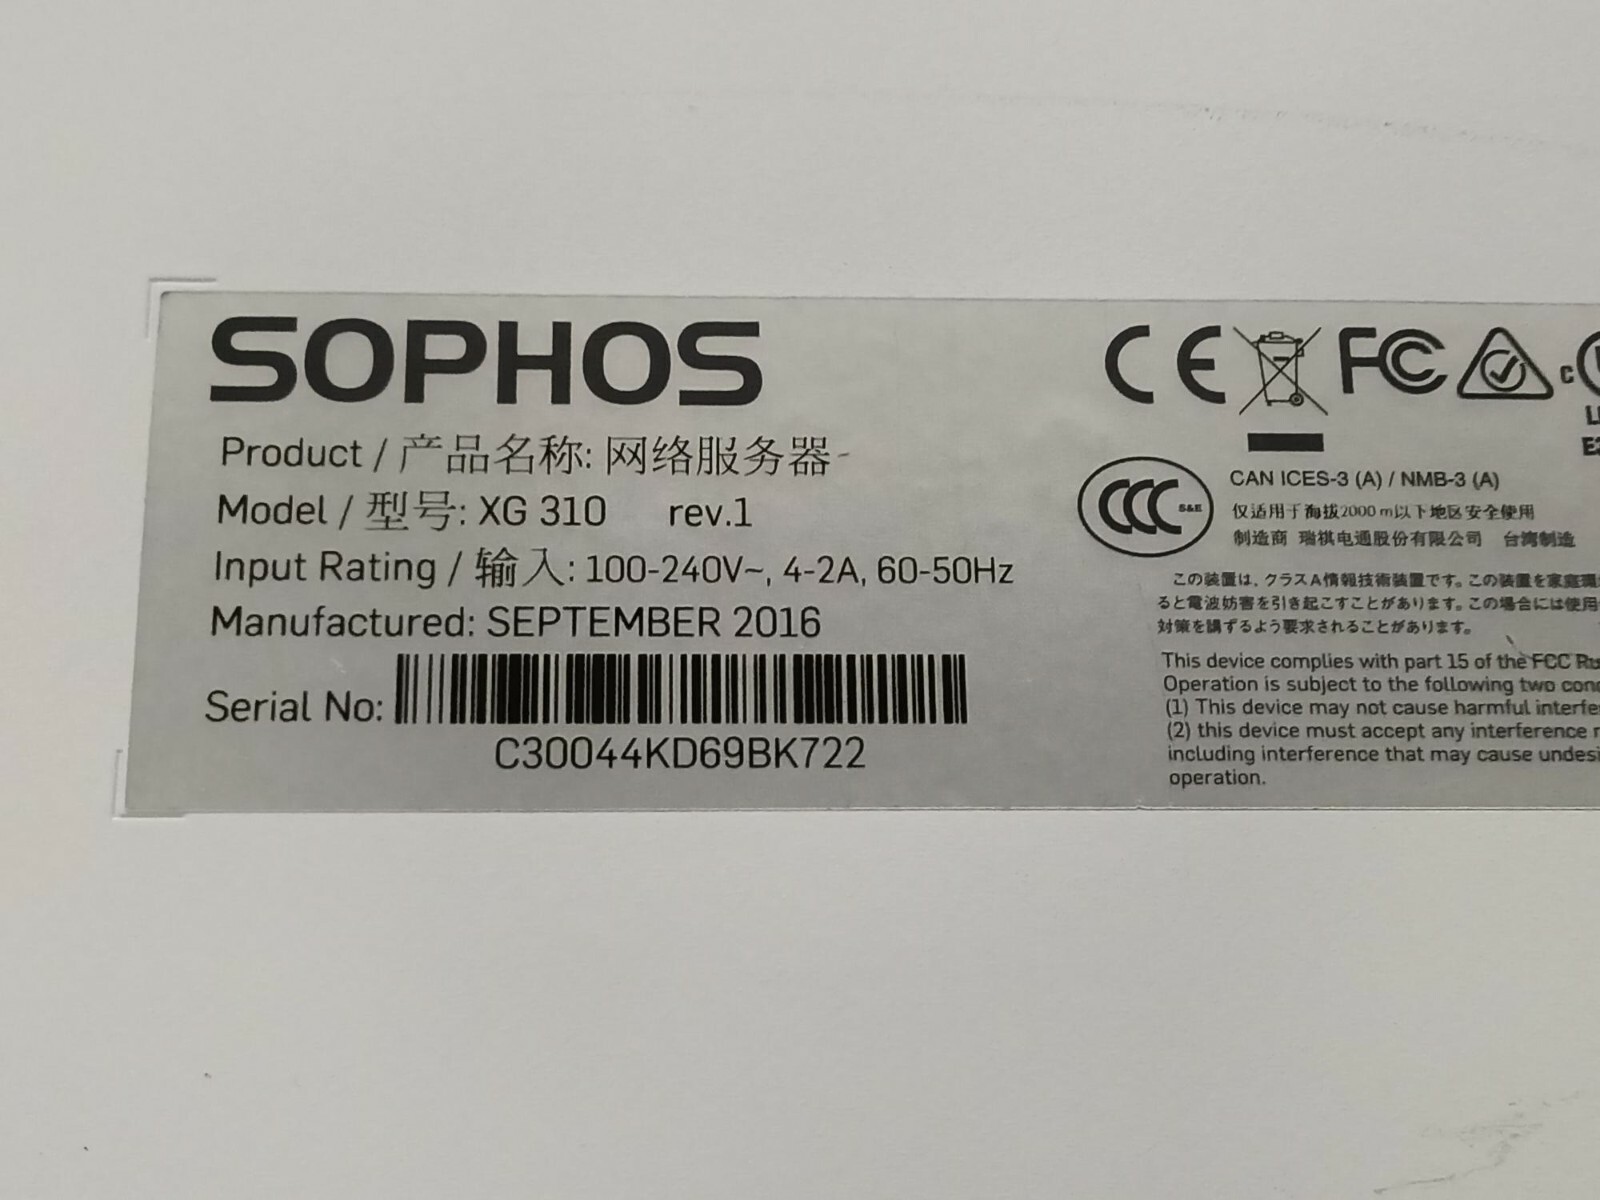 SOPHOS
Product / 产品名称: 网络服务器
Model / 型号: XG 310 rev.1
Input Rating / 输入: 100-240V~, 4-2A, 60-50Hz
Manufactured: SEPTEMBER 2016
Serial No:
C30044KD69BK722
CE FC C
CCC S&E
CAN ICES-3 (A) / NMB-3 (A)
仅适用于海拔2000 m以下地区安全使用
制造商 瑞祺电通股份有限公司 台湾制造
この装置は、クラスA情報技術装置です。この装置を家庭環
ると電波妨害を引き起こすことがあります。この場合には使用
対策を講ずるよう要求されることがあります。
This device complies with part 15 of the FCC Ru
Operation is subject to the following two con
(1) This device may not cause harmful interfe
(2) this device must accept any interference r
including interference that may cause undesi
operation.